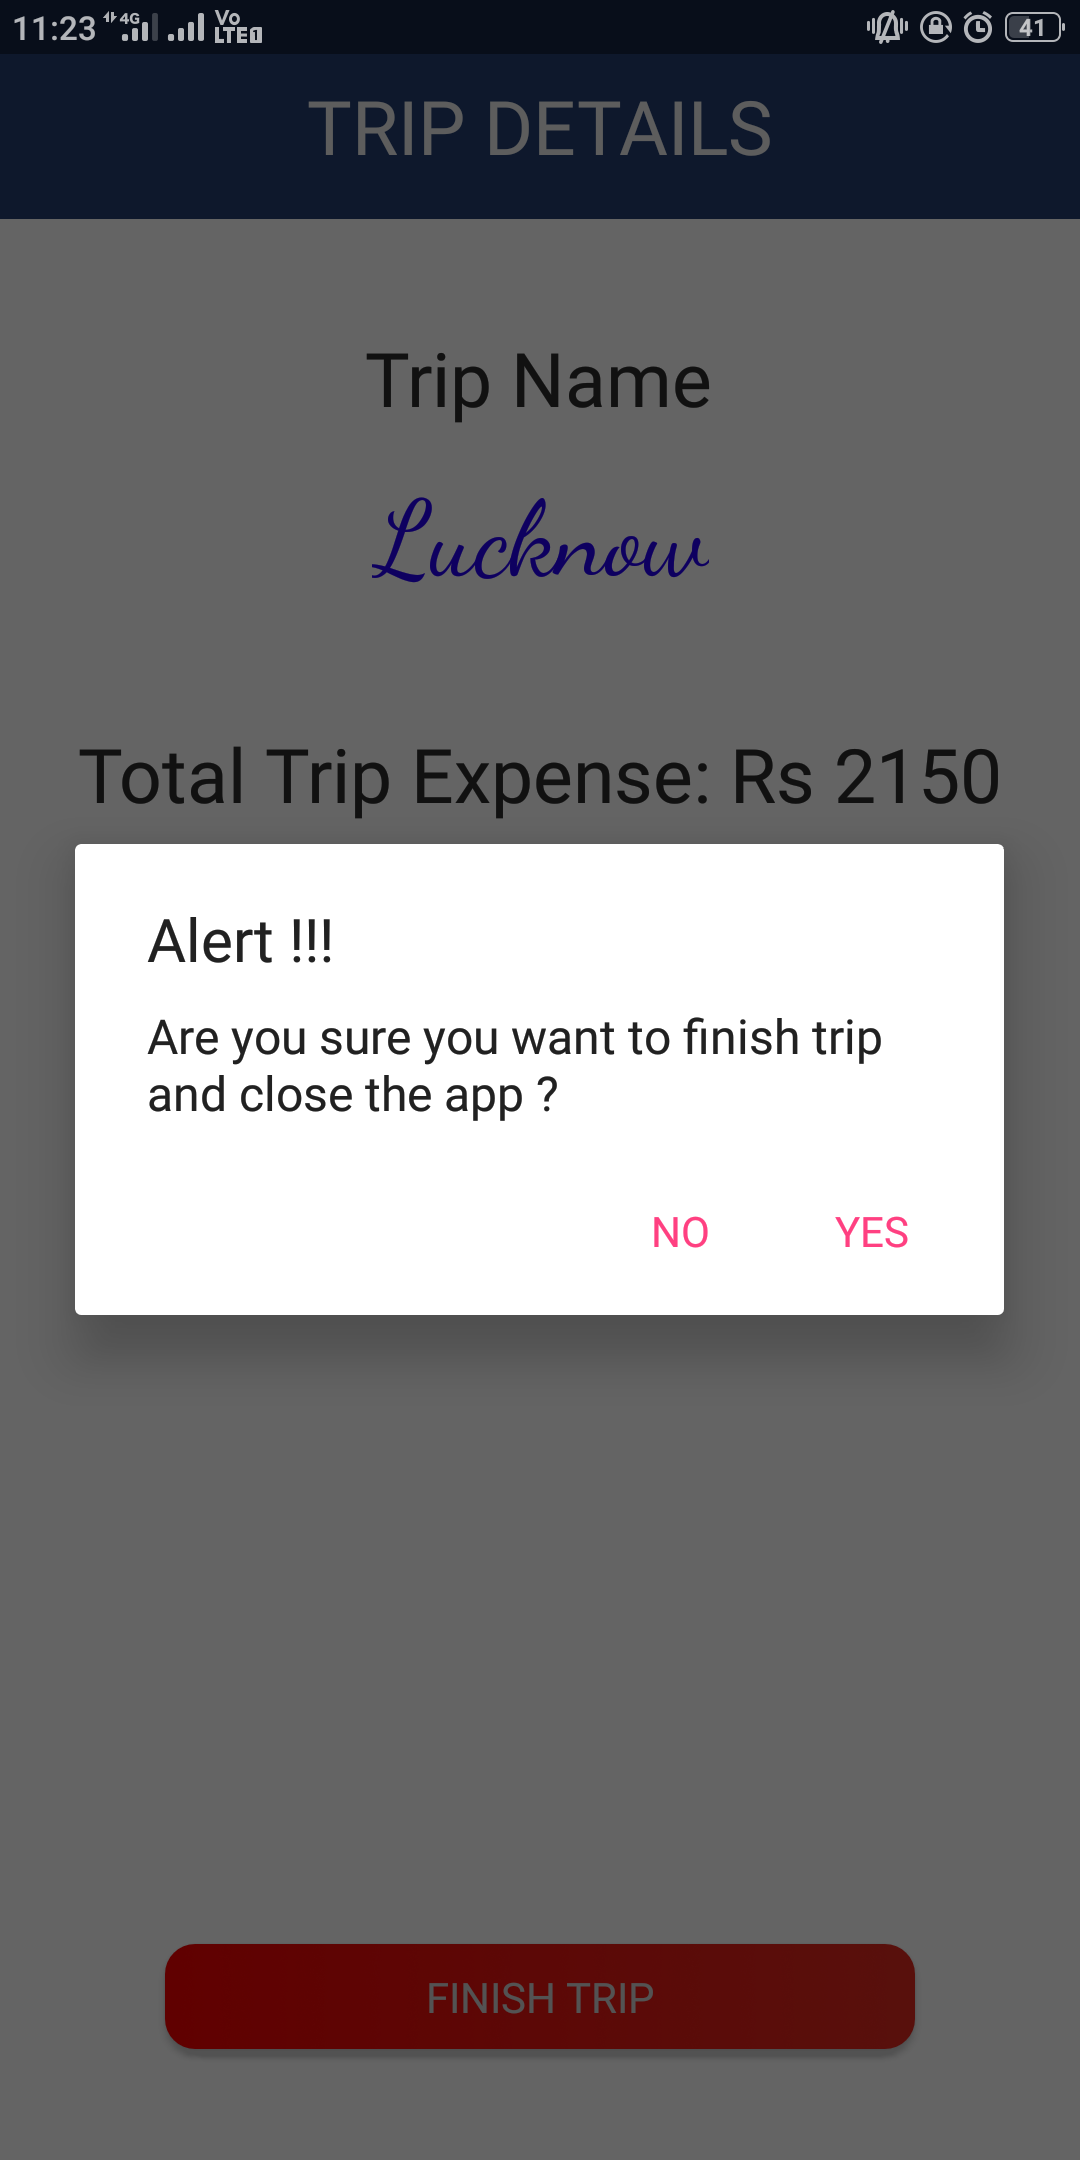 11:23 4G Vo LTE 1 41
TRIP DETAILS
Trip Name
Lucknow
Total Trip Expense: Rs 2150
Alert !!!
Are you sure you want to finish trip
and close the app ?
NO YES
FINISH TRIP